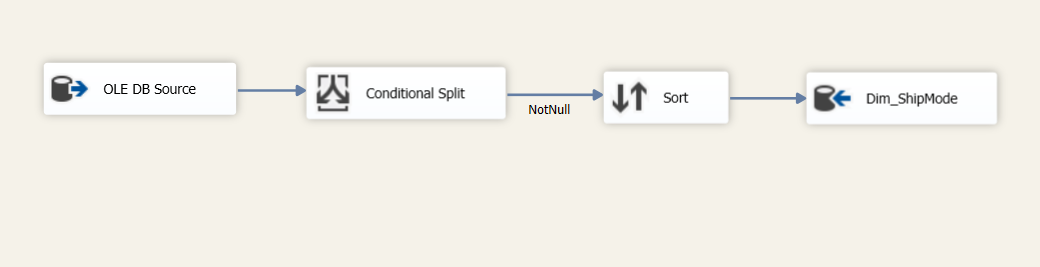 OLE DB Source
Conditional Split
NotNull
Sort
Dim_ShipMode